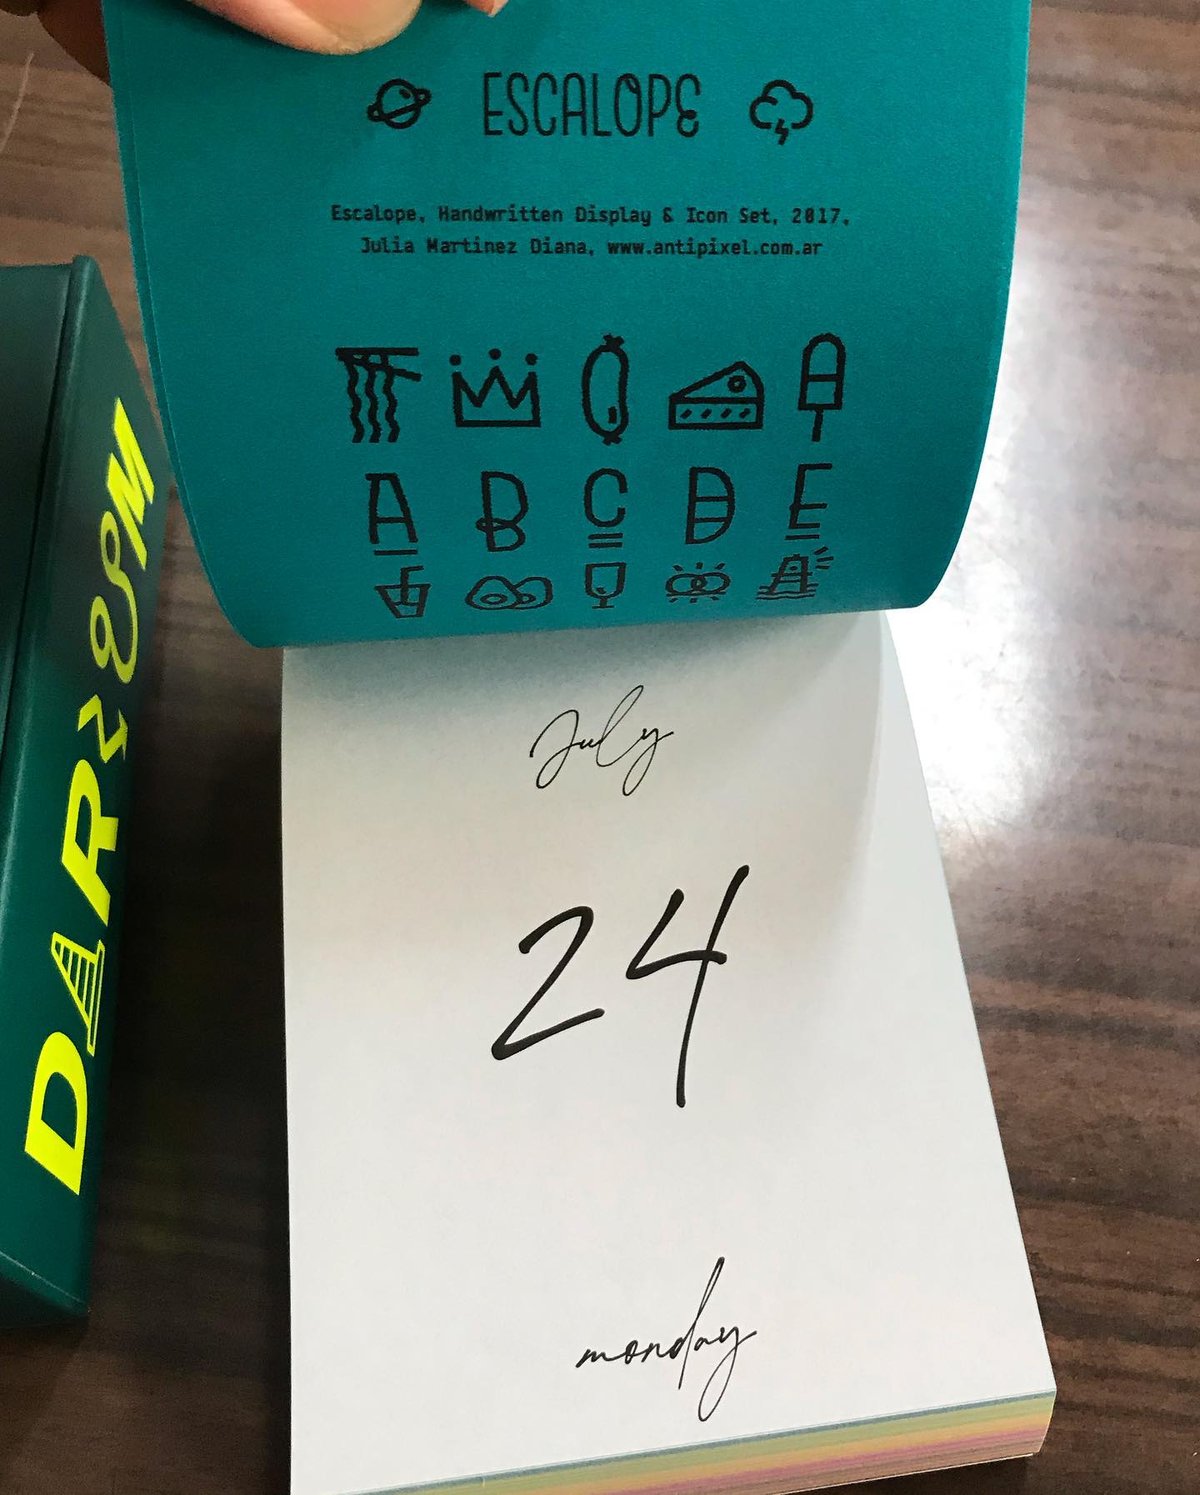 ESCALOPE
Escalope, Handwritten Display & Icon Set, 2017,
Julia Martinez Diana, www.antipixel.com.ar
A B C D E
July
24
monday